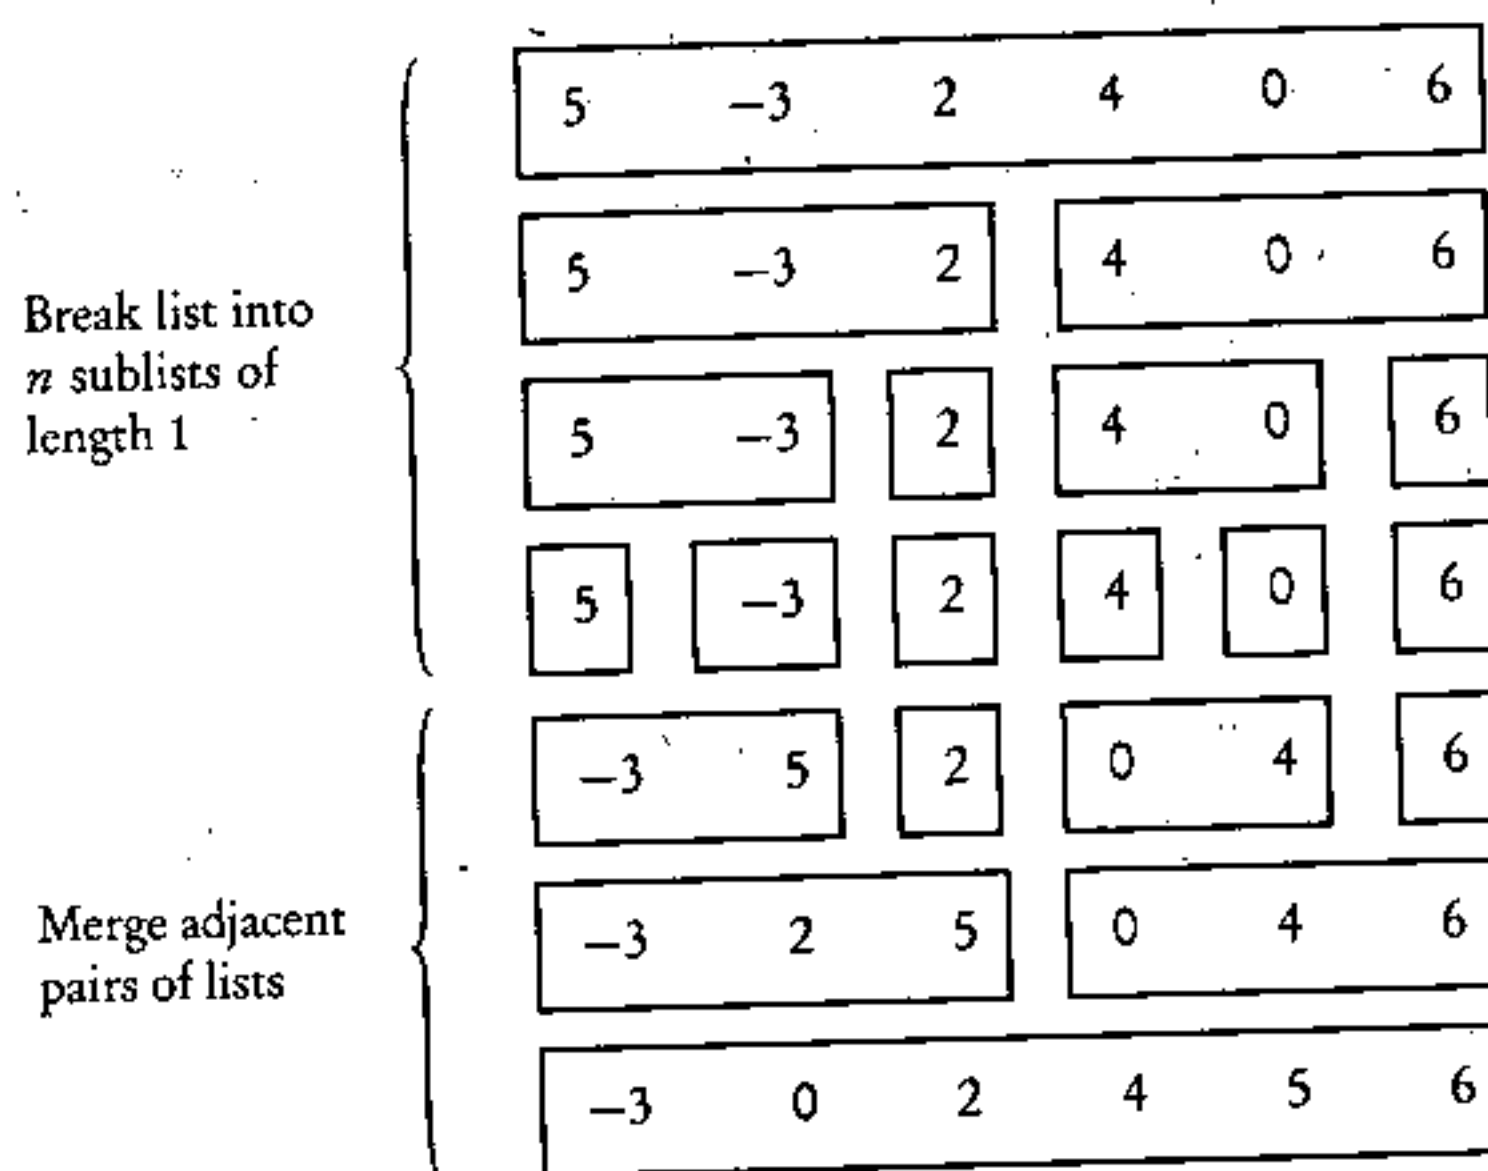 5 −3 2 4 0 6
5 −3 2 4 0 6
Break list into
n sublists of
length 1
5 −3 2 4 0 6
5 −3 2 4 0 6
−3 5 2 0 4 6
Merge adjacent
pairs of lists
−3 2 5 0 4 6
−3 0 2 4 5 6